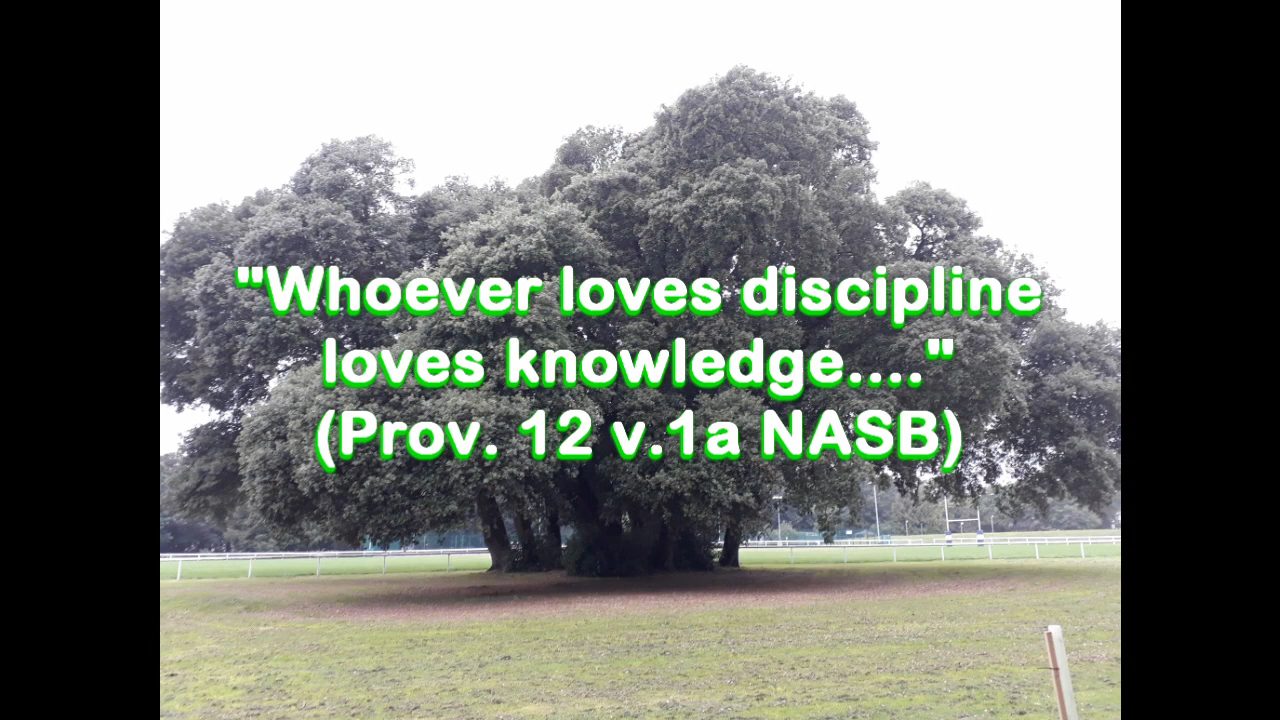 "Whoever loves discipline
loves knowledge...."
(Prov. 12 v.1a NASB)